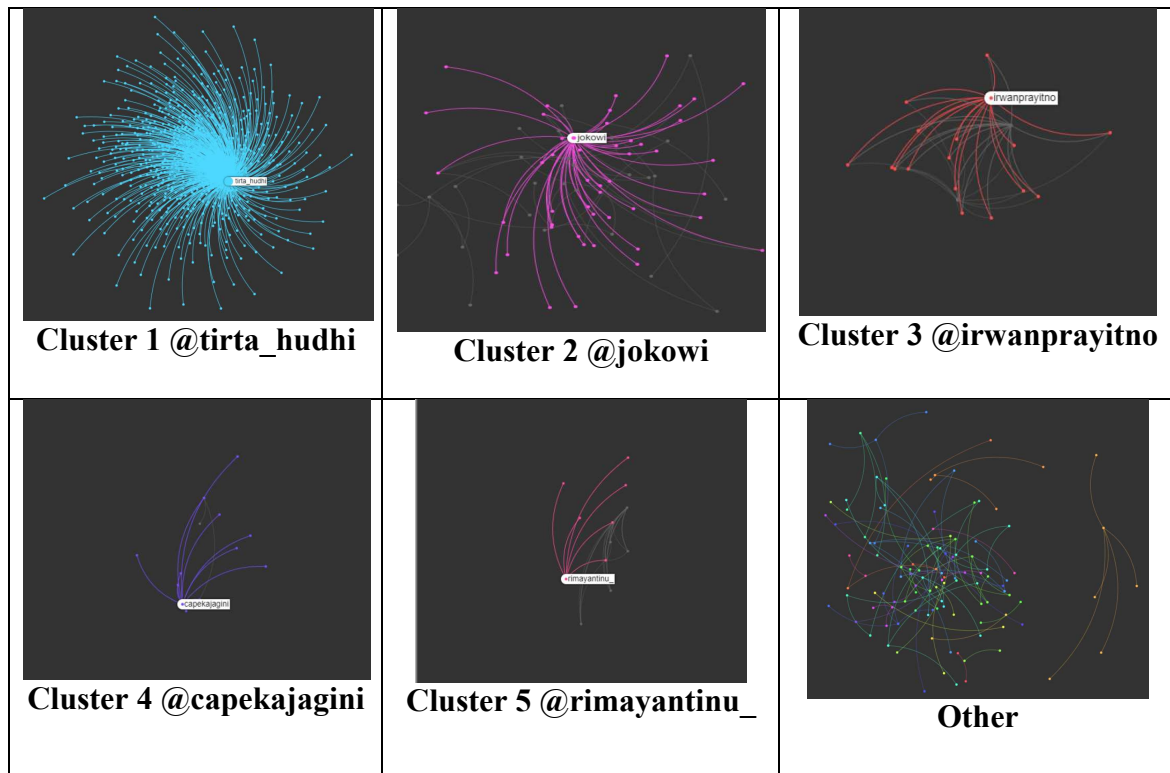 tirta_hudhi
jokowi
irwanprayitno
Cluster 1 @tirta_hudhi
Cluster 2 @jokowi
Cluster 3 @irwanprayitno
capekajagini
rimayantinu_
Cluster 4 @capekajagini
Cluster 5 @rimayantinu_
Other